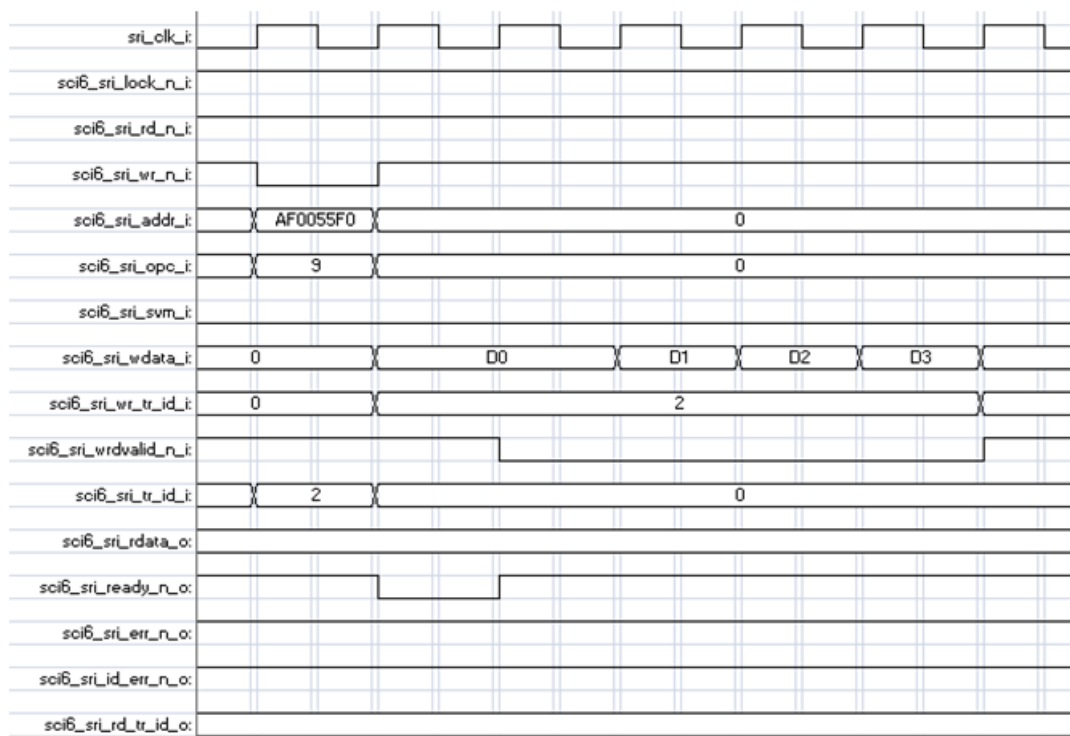 sri_clk_i:
sci6_sri_lock_n_i:
sci6_sri_rd_n_i:
sci6_sri_wr_n_i:
sci6_sri_addr_i: AF0055F0 0
sci6_sri_opc_i: 9 0
sci6_sri_svm_i:
sci6_sri_wdata_i: 0 D0 D1 D2 D3
sci6_sri_wr_tr_id_i: 0 2
sci6_sri_wrdvalid_n_i:
sci6_sri_tr_id_i: 2 0
sci6_sri_rdata_o:
sci6_sri_ready_n_o:
sci6_sri_err_n_o:
sci6_sri_id_err_n_o:
sci6_sri_rd_tr_id_o: